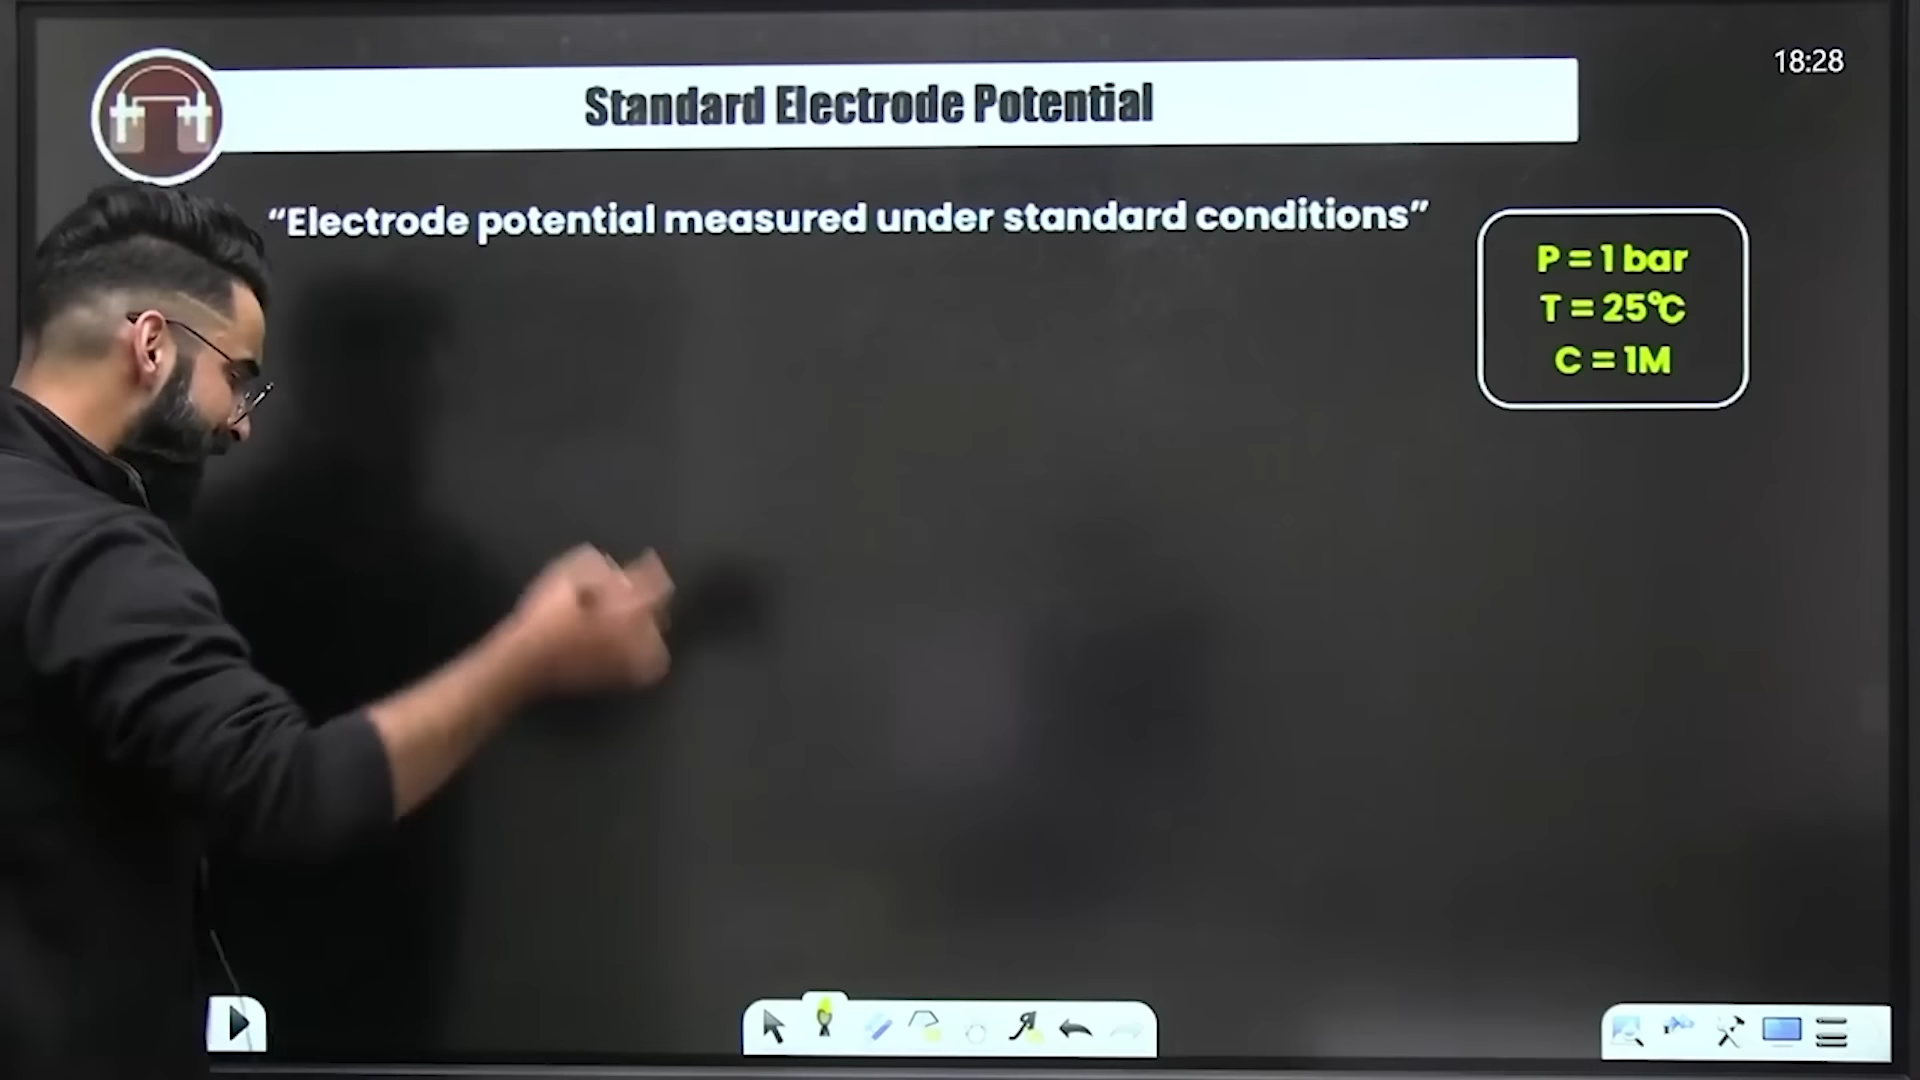 Standard Electrode Potential
18:28
“Electrode potential measured under standard conditions”
P = 1 bar
T = 25°C
C = 1M